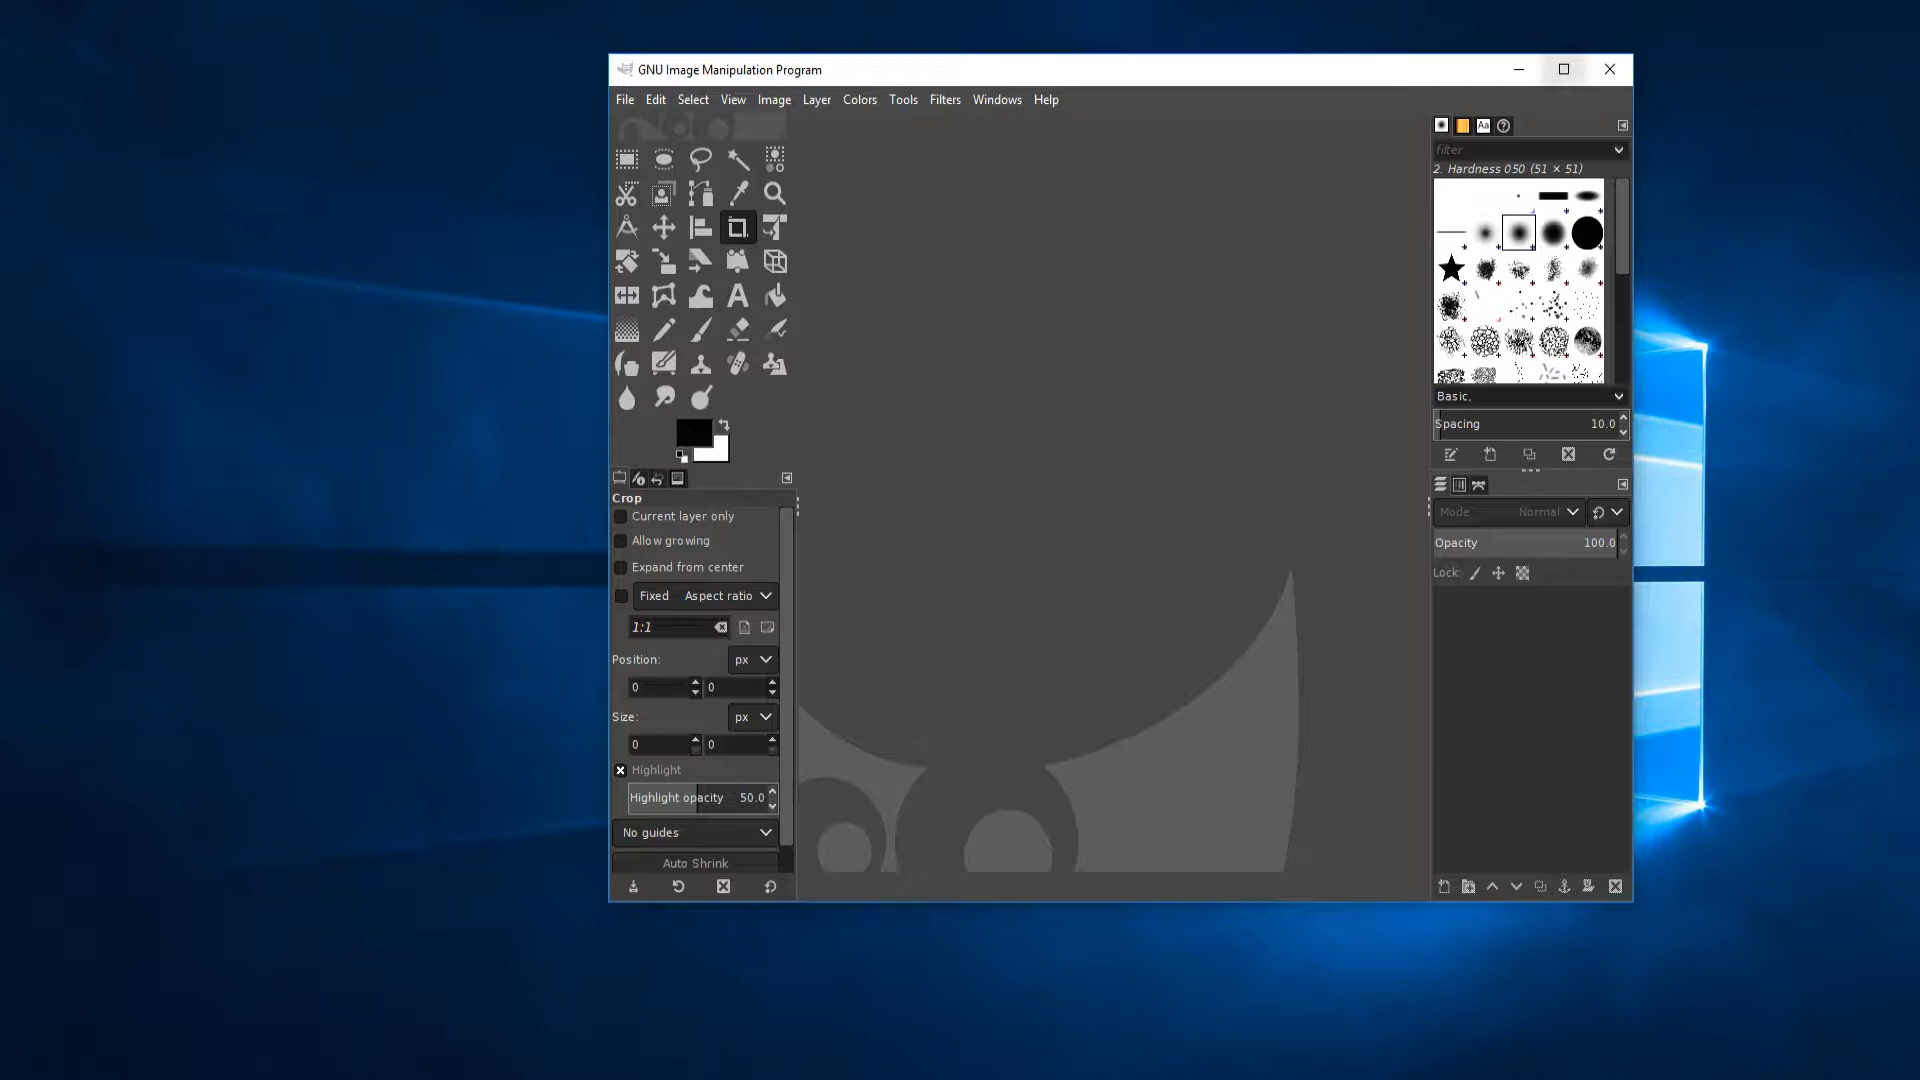 GNU Image Manipulation Program
File Edit Select View Image Layer Colors Tools Filters Windows Help
Aa
filter
2. Hardness 050 (51 × 51)
Basic,
Spacing 10.0
Mode Normal
Opacity 100.0
Lock:
Crop
Current layer only
Allow growing
Expand from center
Fixed Aspect ratio
1:1
Position: px
0 0
Size: px
0 0
Highlight
Highlight opacity 50.0
No guides
Auto Shrink